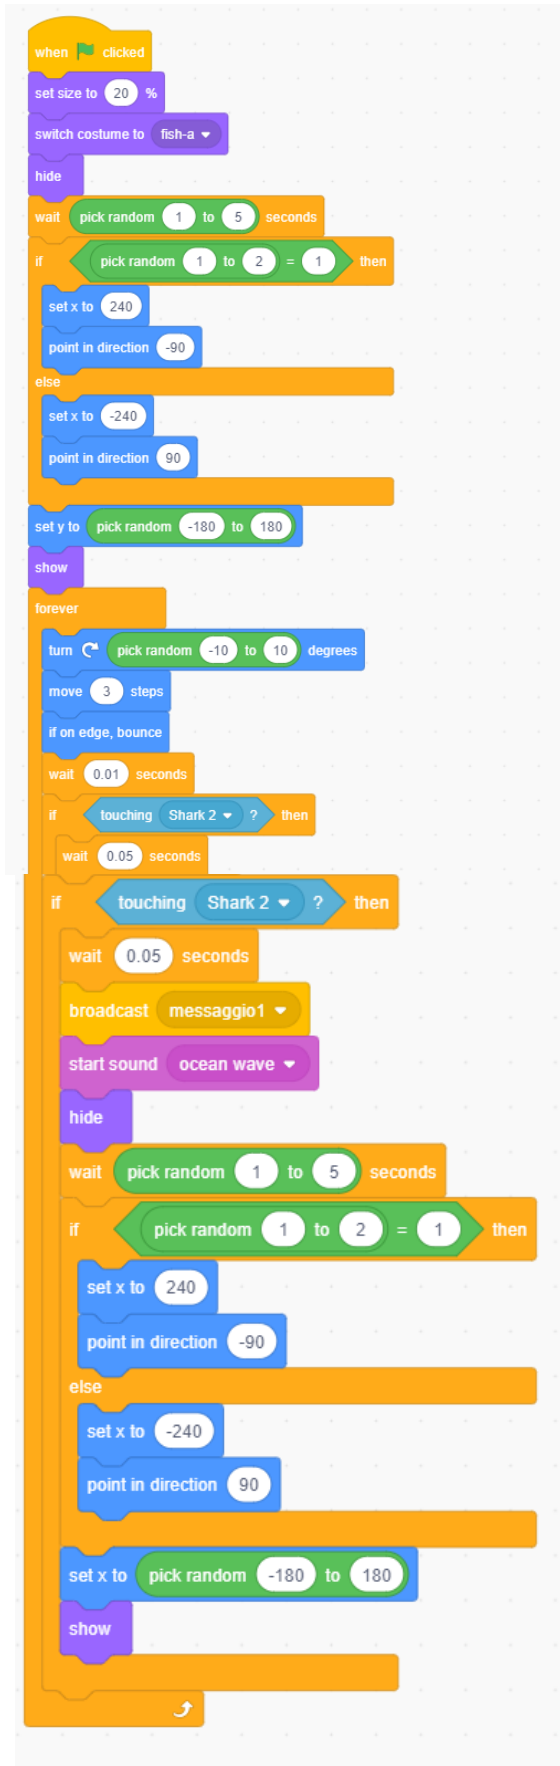 when clicked
set size to 20 %
switch costume to fish-a
hide
wait pick random 1 to 5 seconds
if pick random 1 to 2 = 1 then
set x to 240
point in direction -90
else
set x to -240
point in direction 90
set y to pick random -180 to 180
show
forever
turn pick random -10 to 10 degrees
move 3 steps
if on edge, bounce
wait 0.01 seconds
if touching Shark 2 ? then
wait 0.05 seconds
if touching Shark 2 ? then
wait 0.05 seconds
broadcast messaggio1
start sound ocean wave
hide
wait pick random 1 to 5 seconds
if pick random 1 to 2 = 1 then
set x to 240
point in direction -90
else
set x to -240
point in direction 90
set x to pick random -180 to 180
show